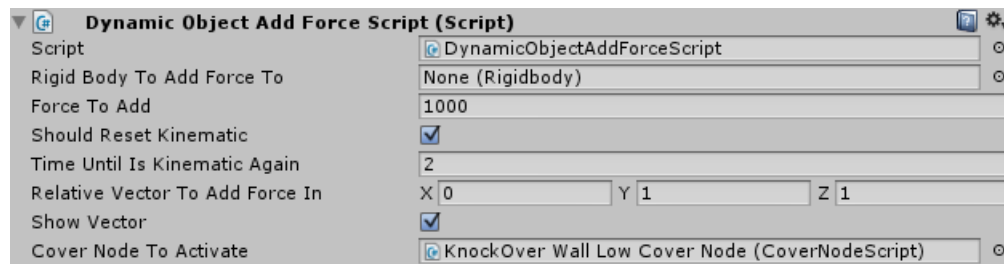 Dynamic Object Add Force Script (Script)
Script DynamicObjectAddForceScript
Rigid Body To Add Force To None (Rigidbody)
Force To Add 1000
Should Reset Kinematic
Time Until Is Kinematic Again 2
Relative Vector To Add Force In X 0 Y 1 Z 1
Show Vector
Cover Node To Activate KnockOver Wall Low Cover Node (CoverNodeScript)